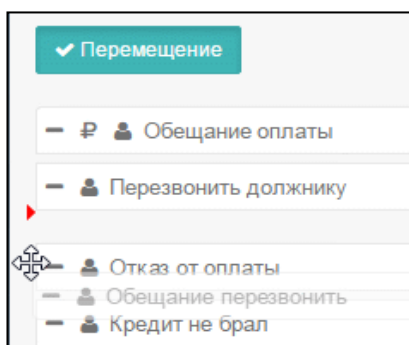 Перемещение
₽ Обещание оплаты
Перезвонить должнику
Отказ от оплаты
Обещание перезвонить
Кредит не брал